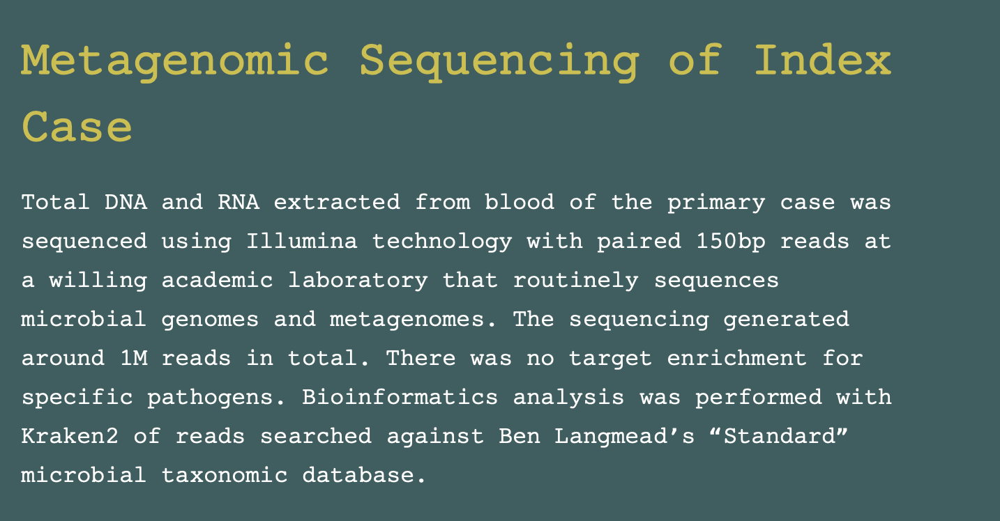 Metagenomic Sequencing of Index
Case
Total DNA and RNA extracted from blood of the primary case was
sequenced using Illumina technology with paired 150bp reads at
a willing academic laboratory that routinely sequences
microbial genomes and metagenomes. The sequencing generated
around 1M reads in total. There was no target enrichment for
specific pathogens. Bioinformatics analysis was performed with
Kraken2 of reads searched against Ben Langmead’s “Standard”
microbial taxonomic database.